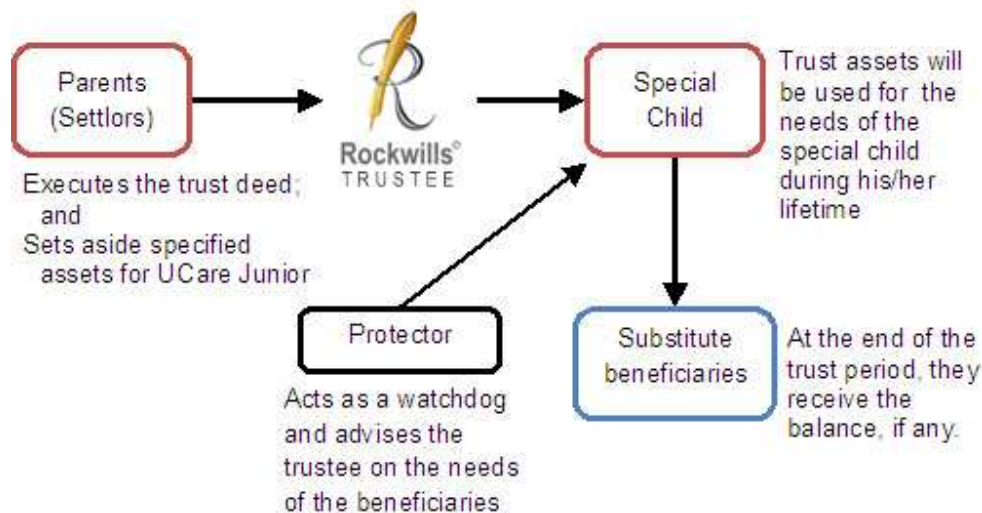 Parents
(Settlors)
Executes the trust deed;
and
Sets aside specified
assets for UCare Junior
R
Rockwills©
TRUSTEE
Special
Child
Trust assets will
be used for the
needs of the
special child
during his/her
lifetime
Protector
Acts as a watchdog
and advises the
trustee on the needs
of the beneficiaries
Substitute
beneficiaries
At the end of the
trust period, they
receive the
balance, if any.